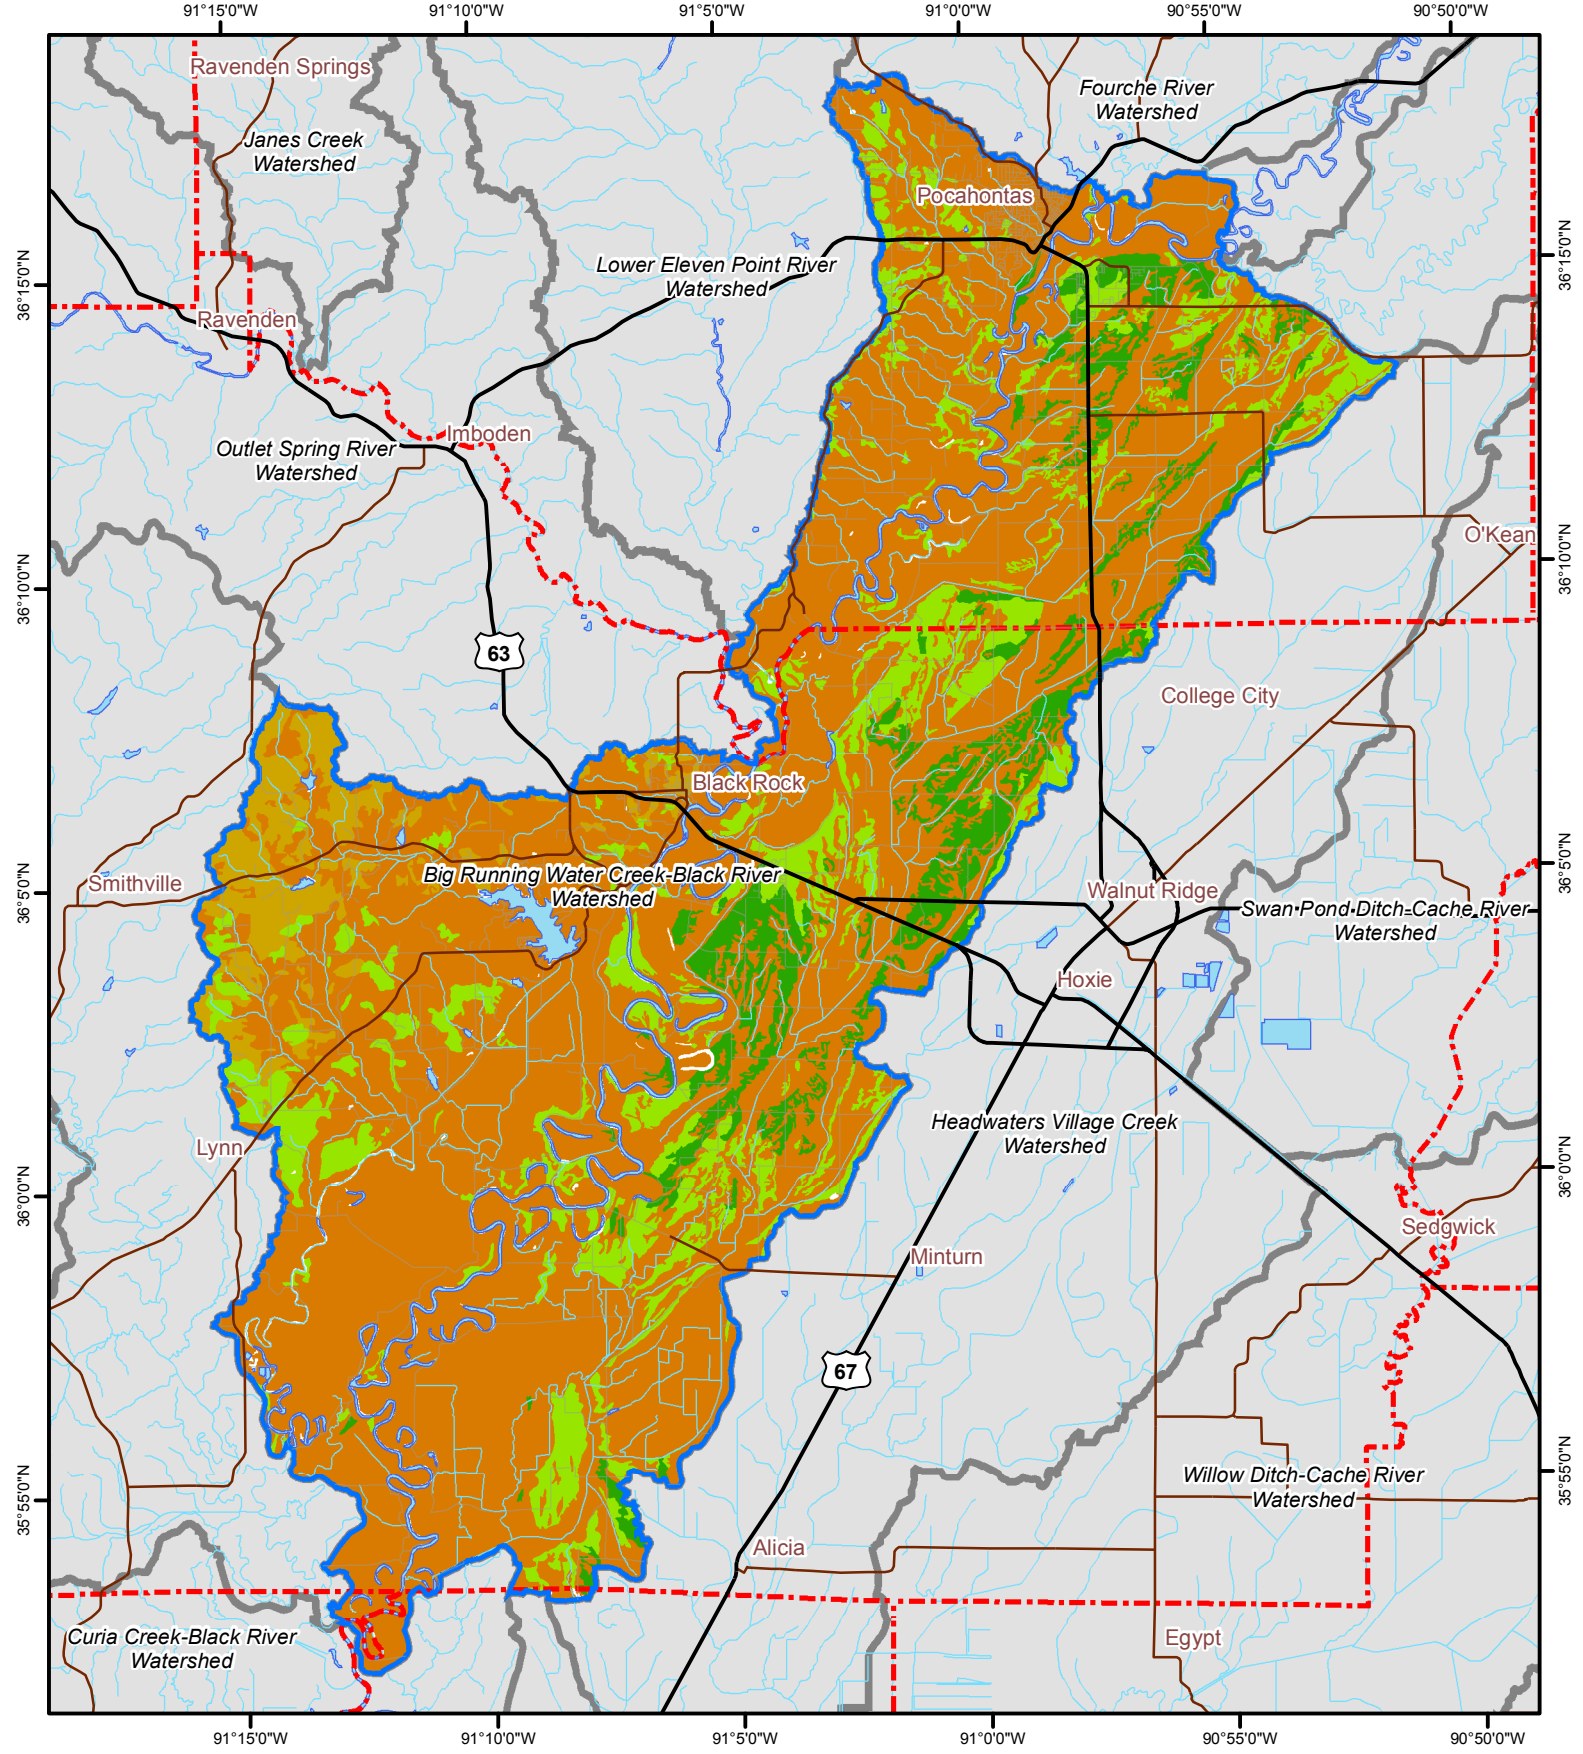 91°15'0"W
91°10'0"W
91°5'0"W
91°0'0"W
90°55'0"W
90°50'0"W
Ravenden Springs
Fourche River
Watershed
Janes Creek
Watershed
Pocahontas
Lower Eleven Point River
Watershed
36°15'0"N
36°15'0"N
Ravenden
Imboden
Outlet Spring River
Watershed
O'Kean
36°10'0"N
36°10'0"N
63
College City
Black Rock
Smithville
Big Running Water Creek-Black River
Watershed
Walnut Ridge
Swan Pond Ditch-Cache River
Watershed
36°5'0"N
36°5'0"N
Hoxie
Headwaters Village Creek
Watershed
Lynn
36°0'0"N
36°0'0"N
Sedgwick
Minturn
67
Willow Ditch-Cache River
Watershed
35°55'0"N
35°55'0"N
Alicia
Curia Creek-Black River
Watershed
Egypt
91°15'0"W
91°10'0"W
91°5'0"W
91°0'0"W
90°55'0"W
90°50'0"W